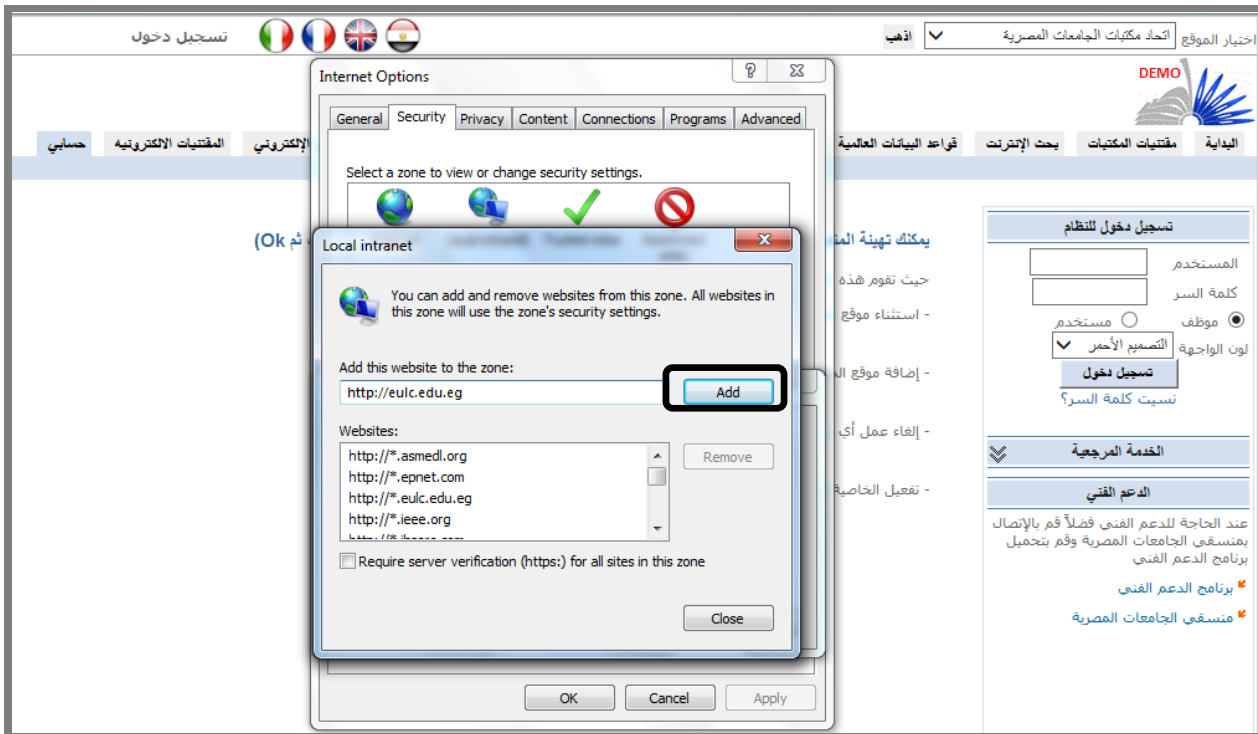 اختيار الموقع اتحاد مكتبات الجامعات المصرية اذهب تسجيل دخول
DEMO
البداية مقتنيات المكتبات بحث الإنترنت قواعد البيانات العالمية الإلكتروني المقتنيات الالكترونيه حسابي
Internet Options
General Security Privacy Content Connections Programs Advanced
Select a zone to view or change security settings.
Local intranet
You can add and remove websites from this zone. All websites in
this zone will use the zone's security settings.
Add this website to the zone:
http://eulc.edu.eg Add
Websites:
http://*.asmedl.org Remove
http://*.epnet.com
http://*.eulc.edu.eg
http://*.ieee.org
Require server verification (https:) for all sites in this zone
Close
OK Cancel Apply
يمكنك تهيئة ثم Ok)
حيث تقوم هذه
- استثناء موقع
- إضافة موقع
- إلغاء عمل أي
- تفعيل الخاصية
تسجيل دخول للنظام
المستخدم
كلمة السر
موظف مستخدم
لون الواجهة التصميم الأحمر
تسجيل دخول
نسيت كلمة السر؟
الخدمة المرجعية
الدعم الفني
عند الحاجة للدعم الفني فضلاً قم بالإتصال
بمنسقي الجامعات المصرية وقم بتحميل
برنامج الدعم الفني
برنامج الدعم الفني
منسقي الجامعات المصرية